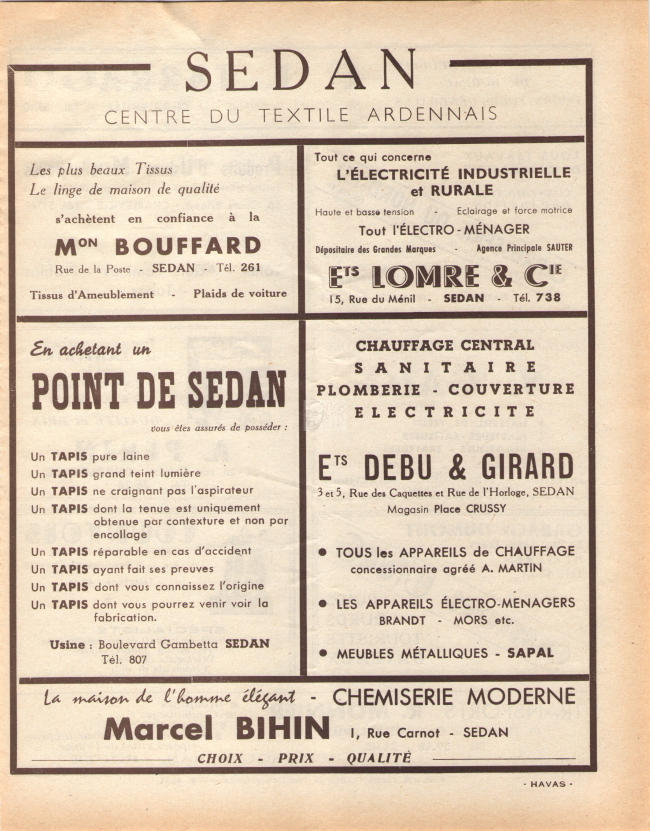 SEDAN
CENTRE DU TEXTILE ARDENNAIS
Les plus beaux Tissus
Le linge de maison de qualité
s'achètent en confiance à la
MON BOUFFARD
Rue de la Poste - SEDAN - Tél. 261
Tissus d'Ameublement - Plaids de voiture
Tout ce qui concerne
L'ÉLECTRICITÉ INDUSTRIELLE
et RURALE
Haute et basse tension - Eclairage et force motrice
Tout l'ÉLECTRO-MÉNAGER
Dépositaire des Grandes Marques - Agence Principale SAUTER
ETS LOMRE & CIE
15, Rue du Ménil - SEDAN - Tél. 738
En achetant un
POINT DE SEDAN
vous êtes assurés de posséder :
Un TAPIS pure laine
Un TAPIS grand teint lumière
Un TAPIS ne craignant pas l'aspirateur
Un TAPIS dont la tenue est uniquement
obtenue par contexture et non par
encollage
Un TAPIS réparable en cas d'accident
Un TAPIS ayant fait ses preuves
Un TAPIS dont vous connaissez l'origine
Un TAPIS dont vous pourrez venir voir la
fabrication.
Usine : Boulevard Gambetta SEDAN
Tél. 807
CHAUFFAGE CENTRAL
SANITAIRE
PLOMBERIE - COUVERTURE
ELECTRICITE
ETS DEBU & GIRARD
3 et 5, Rue des Caquettes et Rue de l'Horloge, SEDAN
Magasin Place CRUSSY
• TOUS les APPAREILS de CHAUFFAGE
concessionnaire agréé A. MARTIN
• LES APPAREILS ÉLECTRO-MENAGERS
BRANDT - MORS etc.
• MEUBLES MÉTALLIQUES - SAPAL
La maison de l'homme élégant - CHEMISERIE MODERNE
Marcel BIHIN 1, Rue Carnot - SEDAN
CHOIX - PRIX - QUALITÉ
- HAVAS -